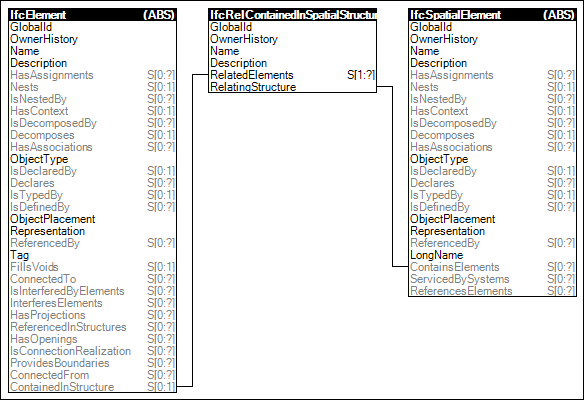 IfcElement (ABS)
GlobalId
OwnerHistory
Name
Description
HasAssignments S[0:?]
Nests S[0:1]
IsNestedBy S[0:?]
HasContext S[0:1]
IsDecomposedBy S[0:?]
Decomposes S[0:1]
HasAssociations S[0:?]
ObjectType
IsDeclaredBy S[0:1]
Declares S[0:?]
IsTypedBy S[0:1]
IsDefinedBy S[0:?]
ObjectPlacement
Representation
ReferencedBy S[0:?]
Tag
FillsVoids S[0:1]
ConnectedTo S[0:?]
IsInterferedByElements S[0:?]
InterferesElements S[0:?]
HasProjections S[0:?]
ReferencedInStructures S[0:?]
HasOpenings S[0:?]
IsConnectionRealization S[0:?]
ProvidesBoundaries S[0:?]
ConnectedFrom S[0:?]
ContainedInStructure S[0:1]
IfcRelContainedInSpatialStructure
GlobalId
OwnerHistory
Name
Description
RelatedElements S[1:?]
RelatingStructure
IfcSpatialElement (ABS)
GlobalId
OwnerHistory
Name
Description
HasAssignments S[0:?]
Nests S[0:1]
IsNestedBy S[0:?]
HasContext S[0:1]
IsDecomposedBy S[0:?]
Decomposes S[0:1]
HasAssociations S[0:?]
ObjectType
IsDeclaredBy S[0:1]
Declares S[0:?]
IsTypedBy S[0:1]
IsDefinedBy S[0:?]
ObjectPlacement
Representation
ReferencedBy S[0:?]
LongName
ContainsElements S[0:?]
ServicedBySystems S[0:?]
ReferencesElements S[0:?]